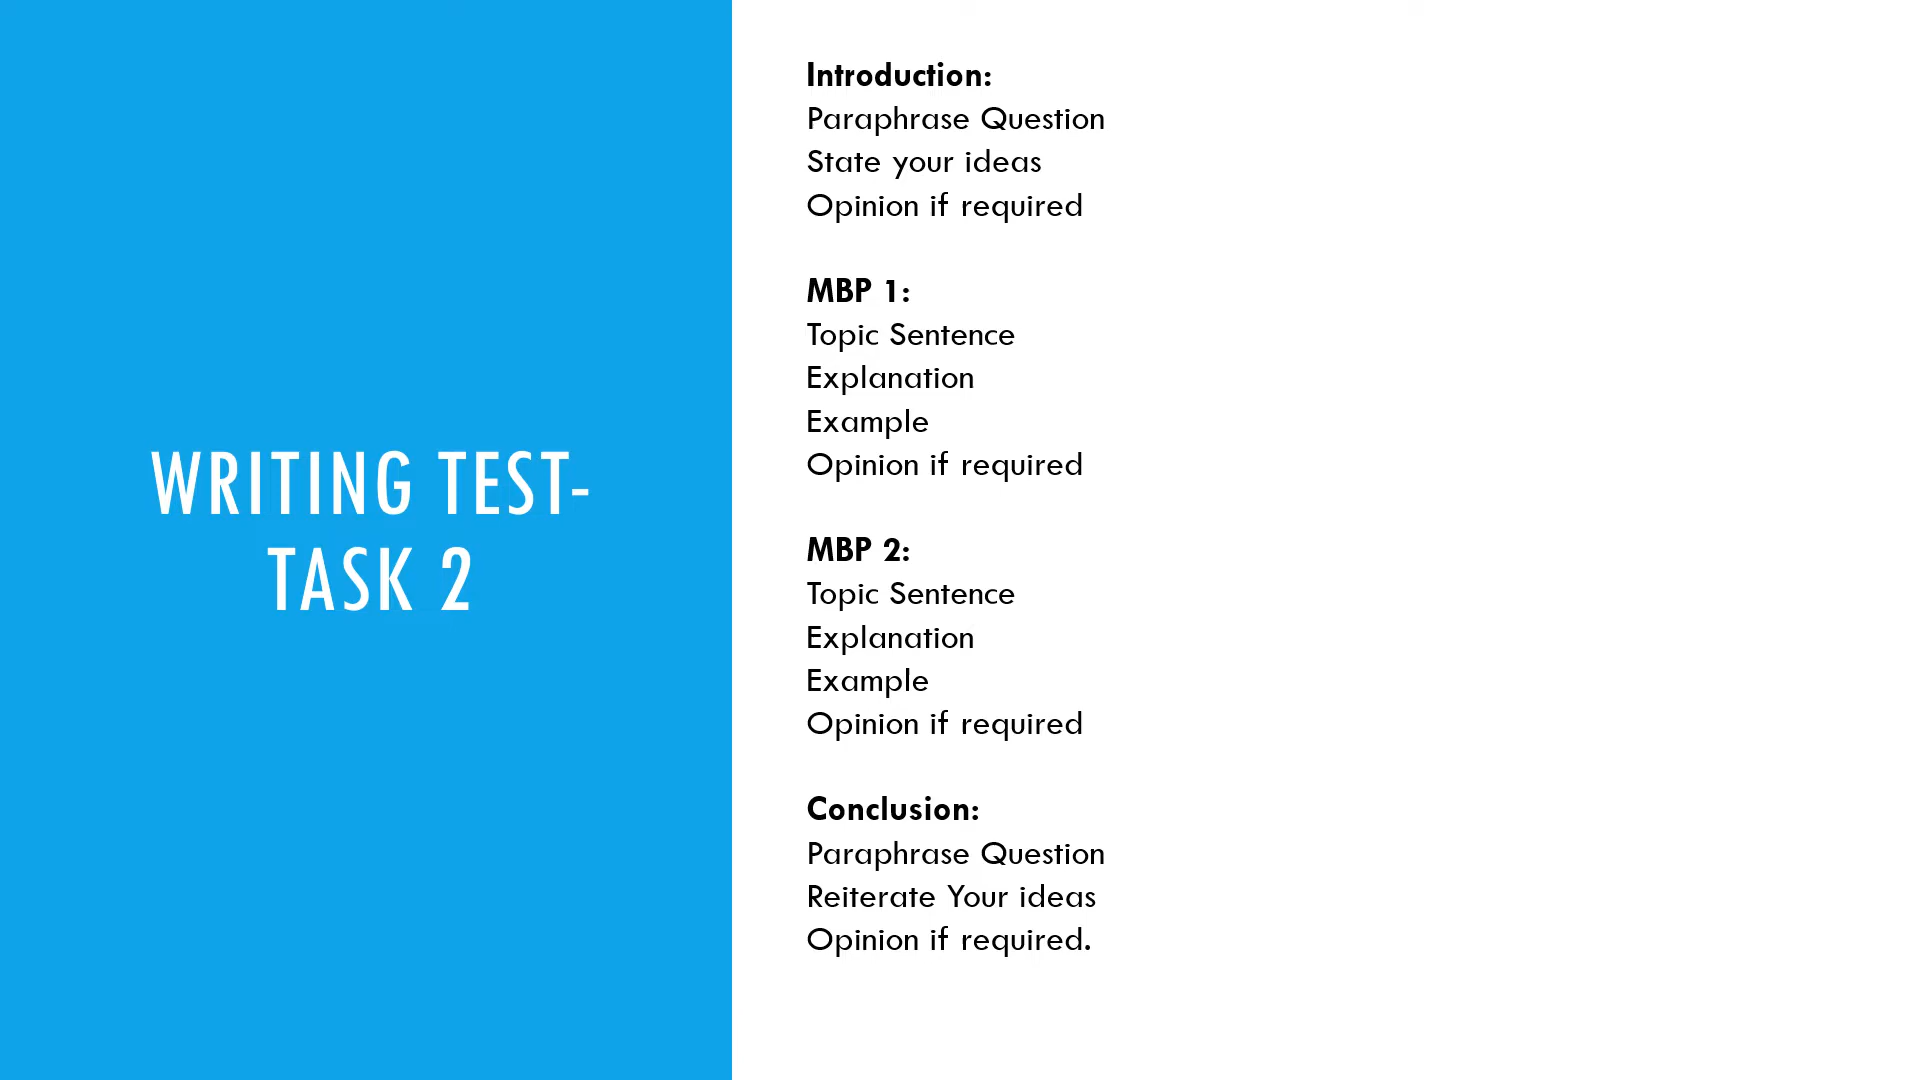 WRITING TEST-
TASK 2
Introduction:
Paraphrase Question
State your ideas
Opinion if required
MBP 1:
Topic Sentence
Explanation
Example
Opinion if required
MBP 2:
Topic Sentence
Explanation
Example
Opinion if required
Conclusion:
Paraphrase Question
Reiterate Your ideas
Opinion if required.